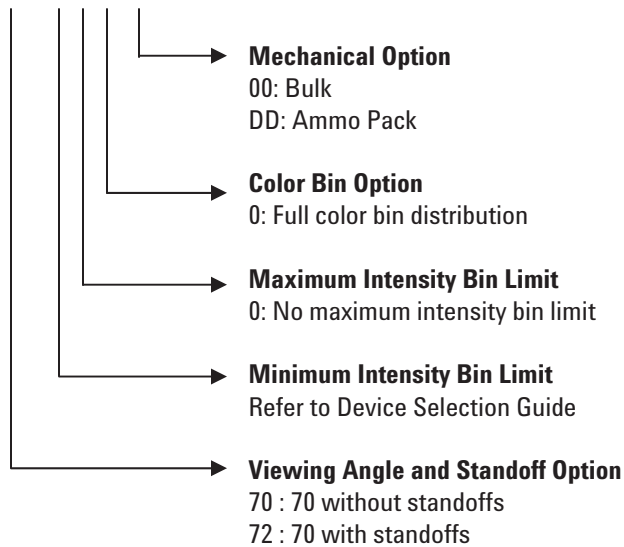 Mechanical Option
00: Bulk
DD: Ammo Pack
Color Bin Option
0: Full color bin distribution
Maximum Intensity Bin Limit
0: No maximum intensity bin limit
Minimum Intensity Bin Limit
Refer to Device Selection Guide
Viewing Angle and Standoff Option
70 : 70 without standoffs
72 : 70 with standoffs